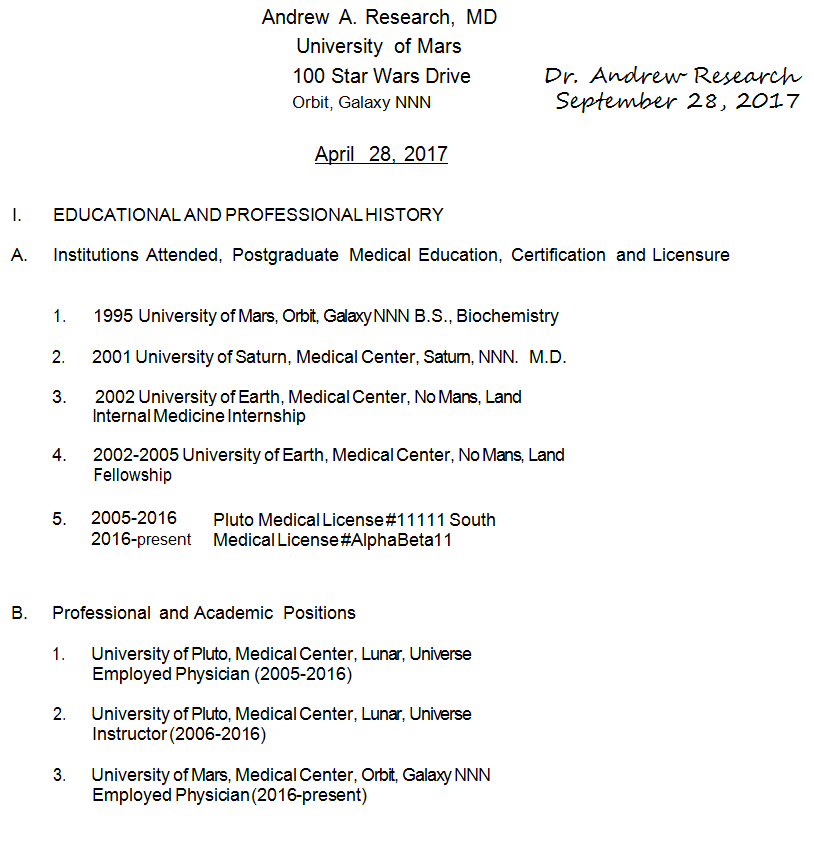 Andrew A. Research, MD
University of Mars
100 Star Wars Drive
Orbit, Galaxy NNN
Dr. Andrew Research
September 28, 2017
April 28, 2017
I. EDUCATIONAL AND PROFESSIONAL HISTORY
A. Institutions Attended, Postgraduate Medical Education, Certification and Licensure
1. 1995 University of Mars, Orbit, Galaxy NNN B.S., Biochemistry
2. 2001 University of Saturn, Medical Center, Saturn, NNN. M.D.
3. 2002 University of Earth, Medical Center, No Mans, Land
Internal Medicine Internship
4. 2002-2005 University of Earth, Medical Center, No Mans, Land
Fellowship
5. 2005-2016 Pluto Medical License #11111 South
2016-present Medical License #AlphaBeta11
B. Professional and Academic Positions
1. University of Pluto, Medical Center, Lunar, Universe
Employed Physician (2005-2016)
2. University of Pluto, Medical Center, Lunar, Universe
Instructor (2006-2016)
3. University of Mars, Medical Center, Orbit, Galaxy NNN
Employed Physician (2016-present)